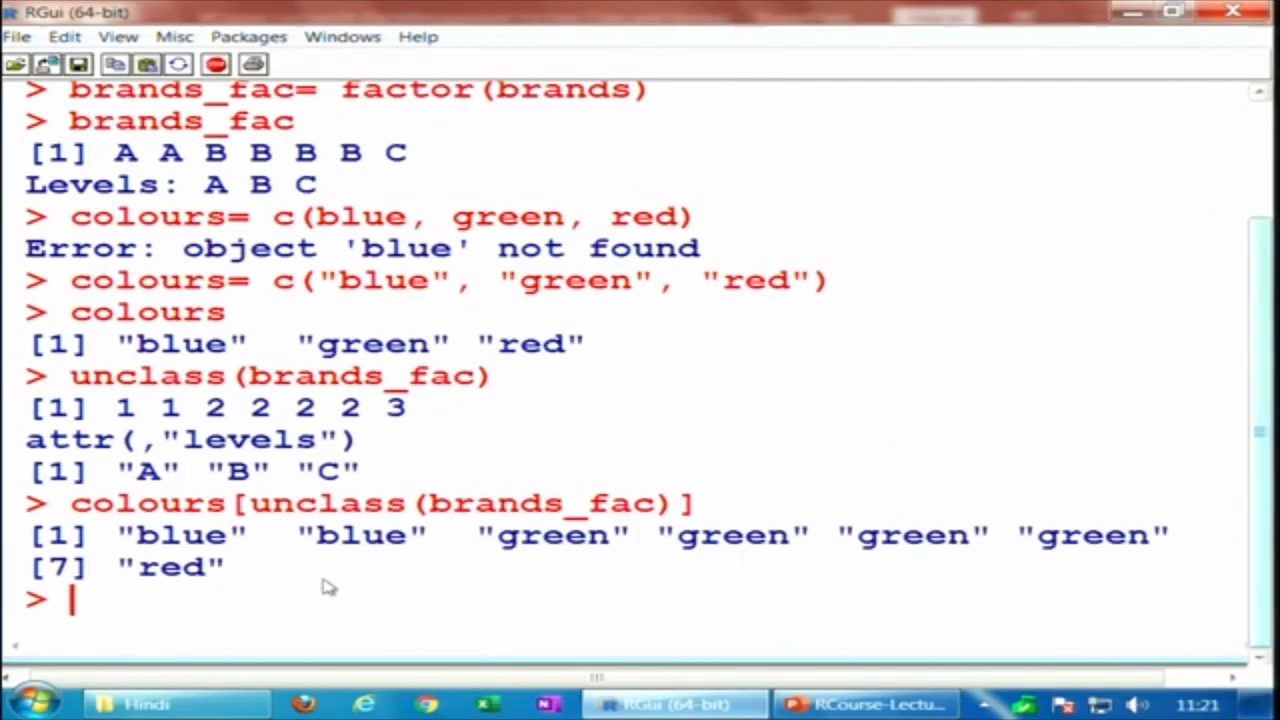 RGui (64-bit)
File Edit View Misc Packages Windows Help
> brands_fac= factor(brands)
> brands_fac
[1] A A B B B B C
Levels: A B C
> colours= c(blue, green, red)
Error: object 'blue' not found
> colours= c("blue", "green", "red")
> colours
[1] "blue" "green" "red"
> unclass(brands_fac)
[1] 1 1 2 2 2 2 3
attr(,"levels")
[1] "A" "B" "C"
> colours[unclass(brands_fac)]
[1] "blue" "blue" "green" "green" "green" "green"
[7] "red"
>
Hindi RGui (64-bit) RCourse-Lectu... 11:21